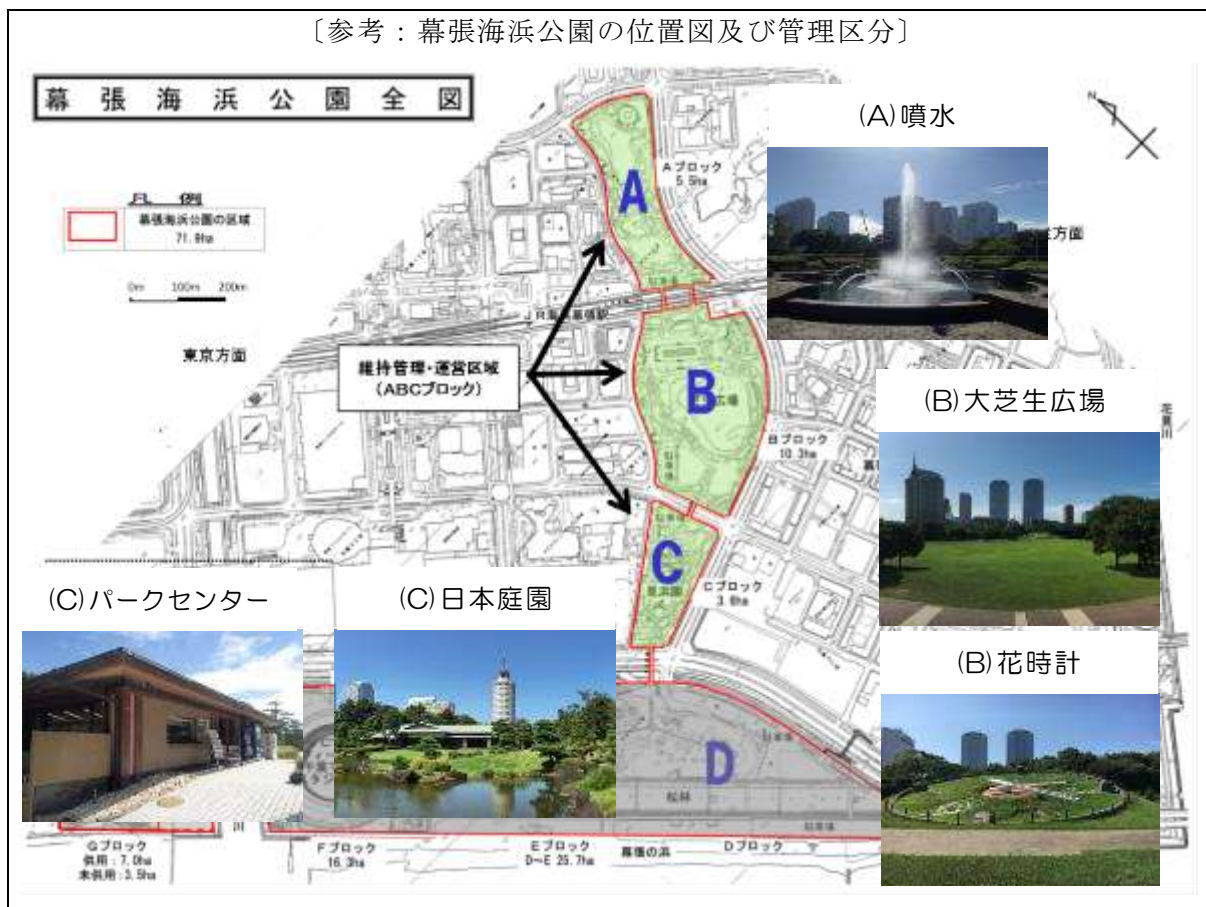 〔参考：幕張海浜公園の位置図及び管理区分〕
幕張海浜公園全図
凡例
幕張海浜公園の区域
71.9ha
0m 100m 200m
東京方面
維持管理・運営区域
(ABCブロック)
A
Aブロック
5.5ha
B
Bブロック
10.3ha
C
Cブロック
3.6ha
D
松林
(A)噴水
(B)大芝生広場
(B)花時計
(C)パークセンター
(C)日本庭園
花見川
N
Gブロック
供用：7.0ha
未供用：3.5ha
Fブロック
16.3ha
Eブロック
D～E 25.7ha
幕張の浜
Dブロック